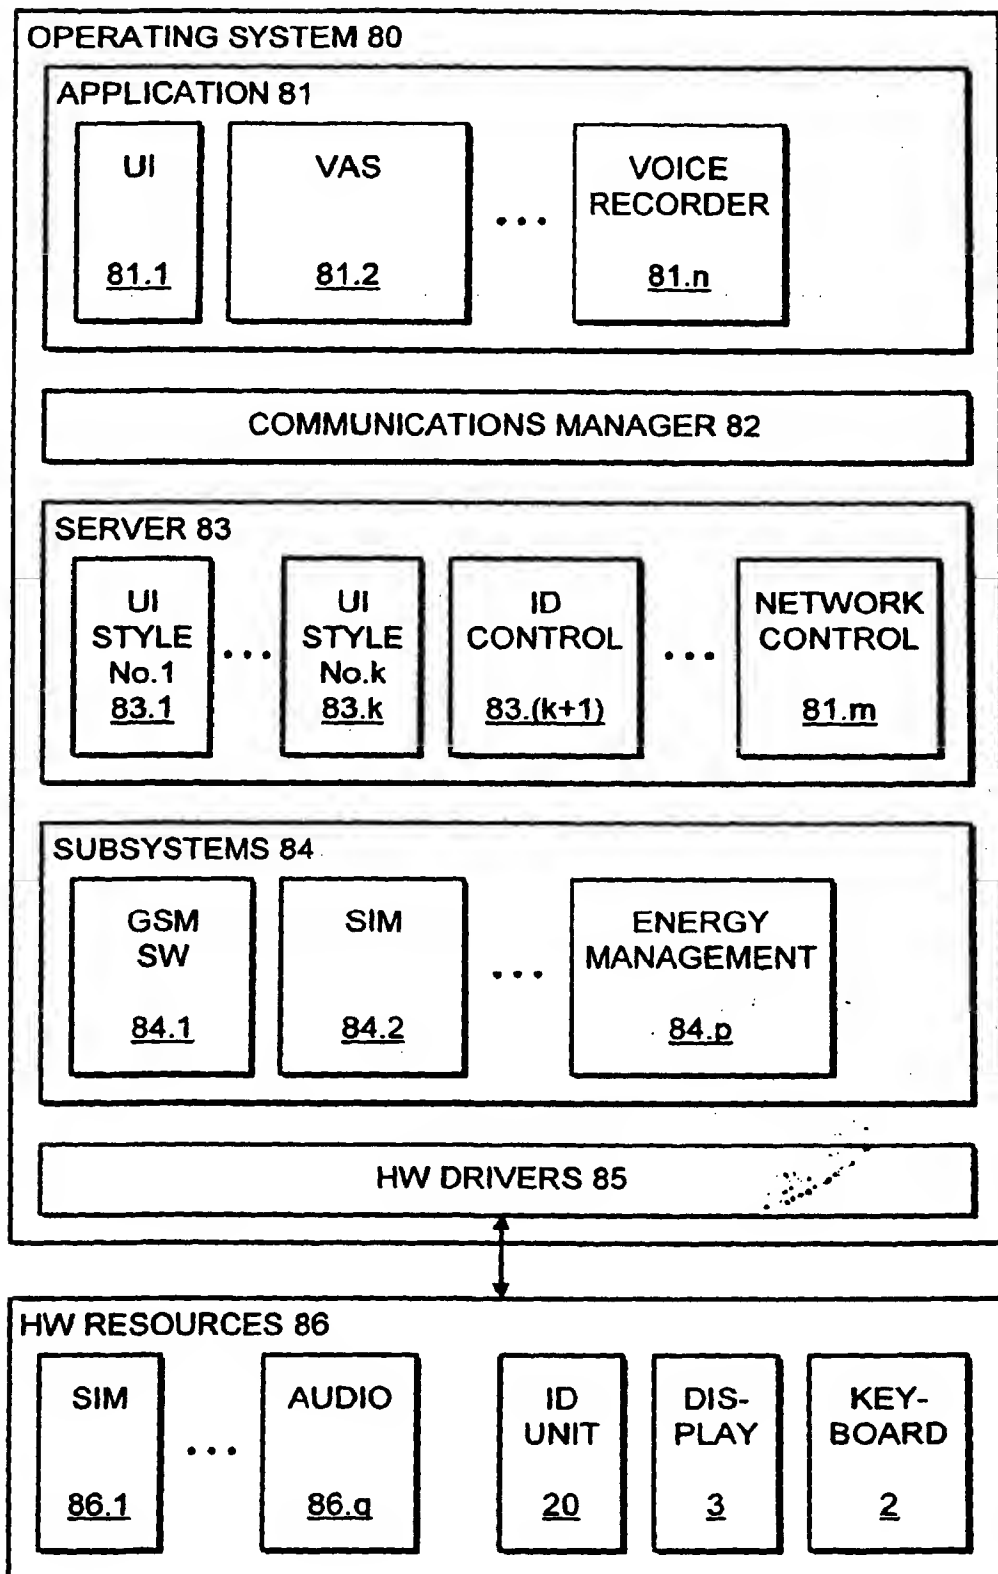 OPERATING SYSTEM 80
APPLICATION 81
UI
81.1
VAS
81.2
...
VOICE
RECORDER
81.n
COMMUNICATIONS MANAGER 82
SERVER 83
UI
STYLE
No.1
83.1
...
UI
STYLE
No.k
83.k
ID
CONTROL
83.(k+1)
...
NETWORK
CONTROL
81.m
SUBSYSTEMS 84
GSM
SW
84.1
SIM
84.2
...
ENERGY
MANAGEMENT
84.p
HW DRIVERS 85
HW RESOURCES 86
SIM
86.1
...
AUDIO
86.q
ID
UNIT
20
DIS-
PLAY
3
KEY-
BOARD
2